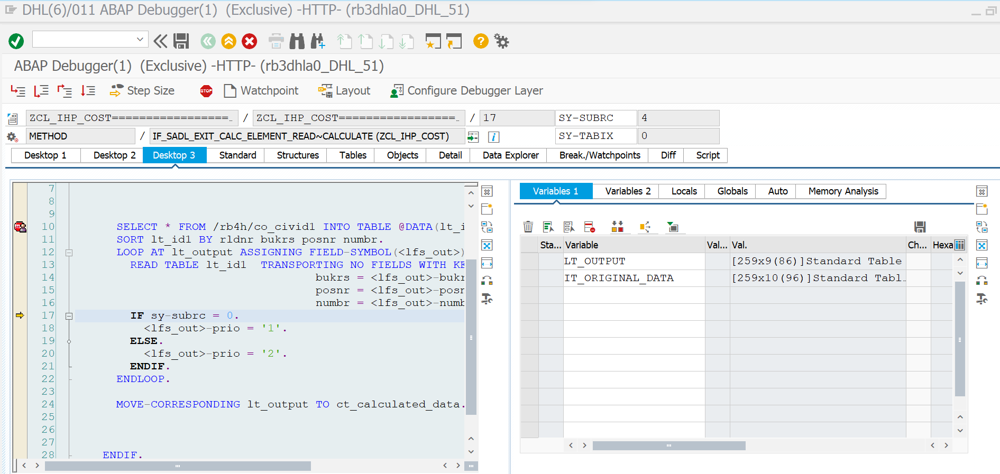 DHL(6)/011 ABAP Debugger(1)  (Exclusive) -HTTP- (rb3dhla0_DHL_51)
ABAP Debugger(1)  (Exclusive) -HTTP- (rb3dhla0_DHL_51)
Step Size STOP Watchpoint Layout Configure Debugger Layer
ZCL_IHP_COST=================… / ZCL_IHP_COST=================… / 17 SY-SUBRC 4
METHOD / IF_SADL_EXIT_CALC_ELEMENT_READ~CALCULATE (ZCL_IHP_COST) SY-TABIX 0
Desktop 1 Desktop 2 Desktop 3 Standard Structures Tables Objects Detail Data Explorer Break./Watchpoints Diff Script
Variables 1 Variables 2 Locals Globals Auto Memory Analysis
Sta... Variable Val... Val. Ch... Hexa
LT_OUTPUT [259x9(86)]Standard Table
IT_ORIGINAL_DATA [259x10(96)]Standard Tabl…
7
8
9
10 SELECT * FROM /rb4h/co_civid1 INTO TABLE @DATA(lt_i
11 SORT lt_id1 BY rldnr bukrs posnr numbr.
12 LOOP AT lt_output ASSIGNING FIELD-SYMBOL(<lfs_out>)
13 READ TABLE lt_id1  TRANSPORTING NO FIELDS WITH KE
14 bukrs = <lfs_out>-bukr
15 posnr = <lfs_out>-posn
16 numbr = <lfs_out>-numb
17 IF sy-subrc = 0.
18 <lfs_out>-prio = '1'.
19 ELSE.
20 <lfs_out>-prio = '2'.
21 ENDIF.
22 ENDLOOP.
23
24 MOVE-CORRESPONDING lt_output TO ct_calculated_data.
25
26
27
28 ENDIF.